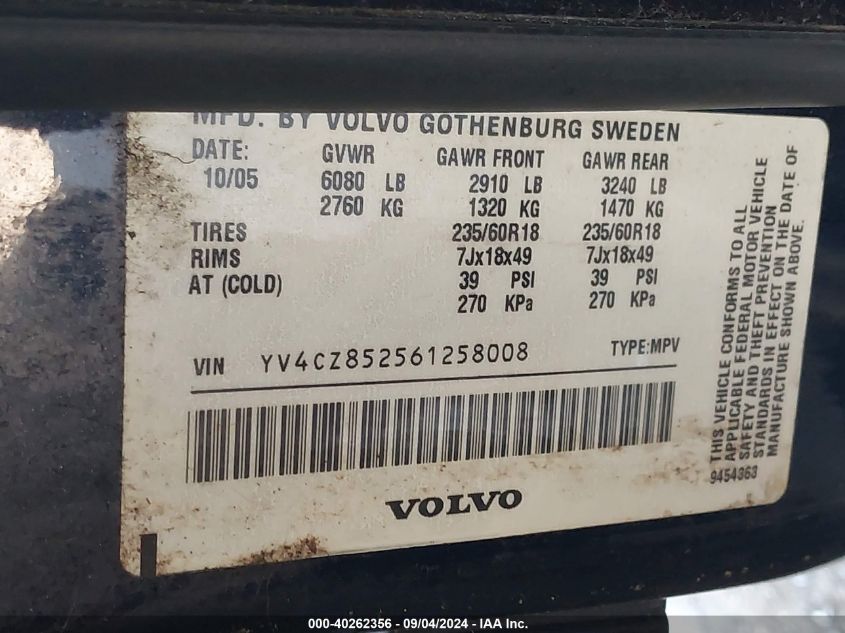 MFD. BY VOLVO GOTHENBURG SWEDEN
DATE: GVWR GAWR FRONT GAWR REAR
10/05 6080 LB 2910 LB 3240 LB
2760 KG 1320 KG 1470 KG
TIRES 235/60R18 235/60R18
RIMS 7Jx18x49 7Jx18x49
AT (COLD) 39 PSI 39 PSI
270 KPa 270 KPa
VIN YV4CZ852561258008 TYPE:MPV
VOLVO
THIS VEHICLE CONFORMS TO ALL
APPLICABLE FEDERAL MOTOR VEHICLE
SAFETY AND THEFT PREVENTION
STANDARDS IN EFFECT ON THE DATE OF
MANUFACTURE SHOWN ABOVE.
9454363
000-40262356 - 09/04/2024 - IAA Inc.